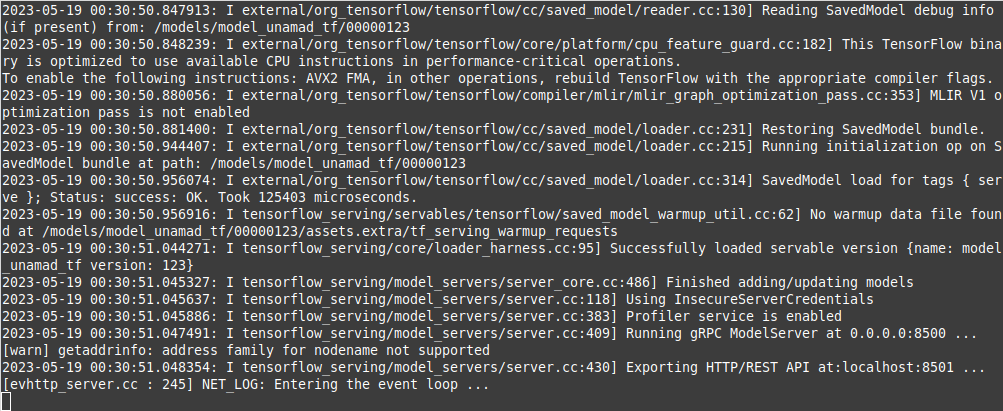 2023-05-19 00:30:50.847913: I external/org_tensorflow/tensorflow/cc/saved_model/reader.cc:130] Reading SavedModel debug info
(if present) from: /models/model_unamad_tf/00000123
2023-05-19 00:30:50.848239: I external/org_tensorflow/tensorflow/core/platform/cpu_feature_guard.cc:182] This TensorFlow bina
ry is optimized to use available CPU instructions in performance-critical operations.
To enable the following instructions: AVX2 FMA, in other operations, rebuild TensorFlow with the appropriate compiler flags.
2023-05-19 00:30:50.880056: I external/org_tensorflow/tensorflow/compiler/mlir/mlir_graph_optimization_pass.cc:353] MLIR V1 o
ptimization pass is not enabled
2023-05-19 00:30:50.881400: I external/org_tensorflow/tensorflow/cc/saved_model/loader.cc:231] Restoring SavedModel bundle.
2023-05-19 00:30:50.944407: I external/org_tensorflow/tensorflow/cc/saved_model/loader.cc:215] Running initialization op on S
avedModel bundle at path: /models/model_unamad_tf/00000123
2023-05-19 00:30:50.956074: I external/org_tensorflow/tensorflow/cc/saved_model/loader.cc:314] SavedModel load for tags { ser
ve }; Status: success: OK. Took 125403 microseconds.
2023-05-19 00:30:50.956916: I tensorflow_serving/servables/tensorflow/saved_model_warmup_util.cc:62] No warmup data file foun
d at /models/model_unamad_tf/00000123/assets.extra/tf_serving_warmup_requests
2023-05-19 00:30:51.044271: I tensorflow_serving/core/loader_harness.cc:95] Successfully loaded servable version {name: model
_unamad_tf version: 123}
2023-05-19 00:30:51.045327: I tensorflow_serving/model_servers/server_core.cc:486] Finished adding/updating models
2023-05-19 00:30:51.045637: I tensorflow_serving/model_servers/server.cc:118] Using InsecureServerCredentials
2023-05-19 00:30:51.045886: I tensorflow_serving/model_servers/server.cc:383] Profiler service is enabled
2023-05-19 00:30:51.047491: I tensorflow_serving/model_servers/server.cc:409] Running gRPC ModelServer at 0.0.0.0:8500 ...
[warn] getaddrinfo: address family for nodename not supported
2023-05-19 00:30:51.048354: I tensorflow_serving/model_servers/server.cc:430] Exporting HTTP/REST API at:localhost:8501 ...
[evhttp_server.cc : 245] NET_LOG: Entering the event loop ...